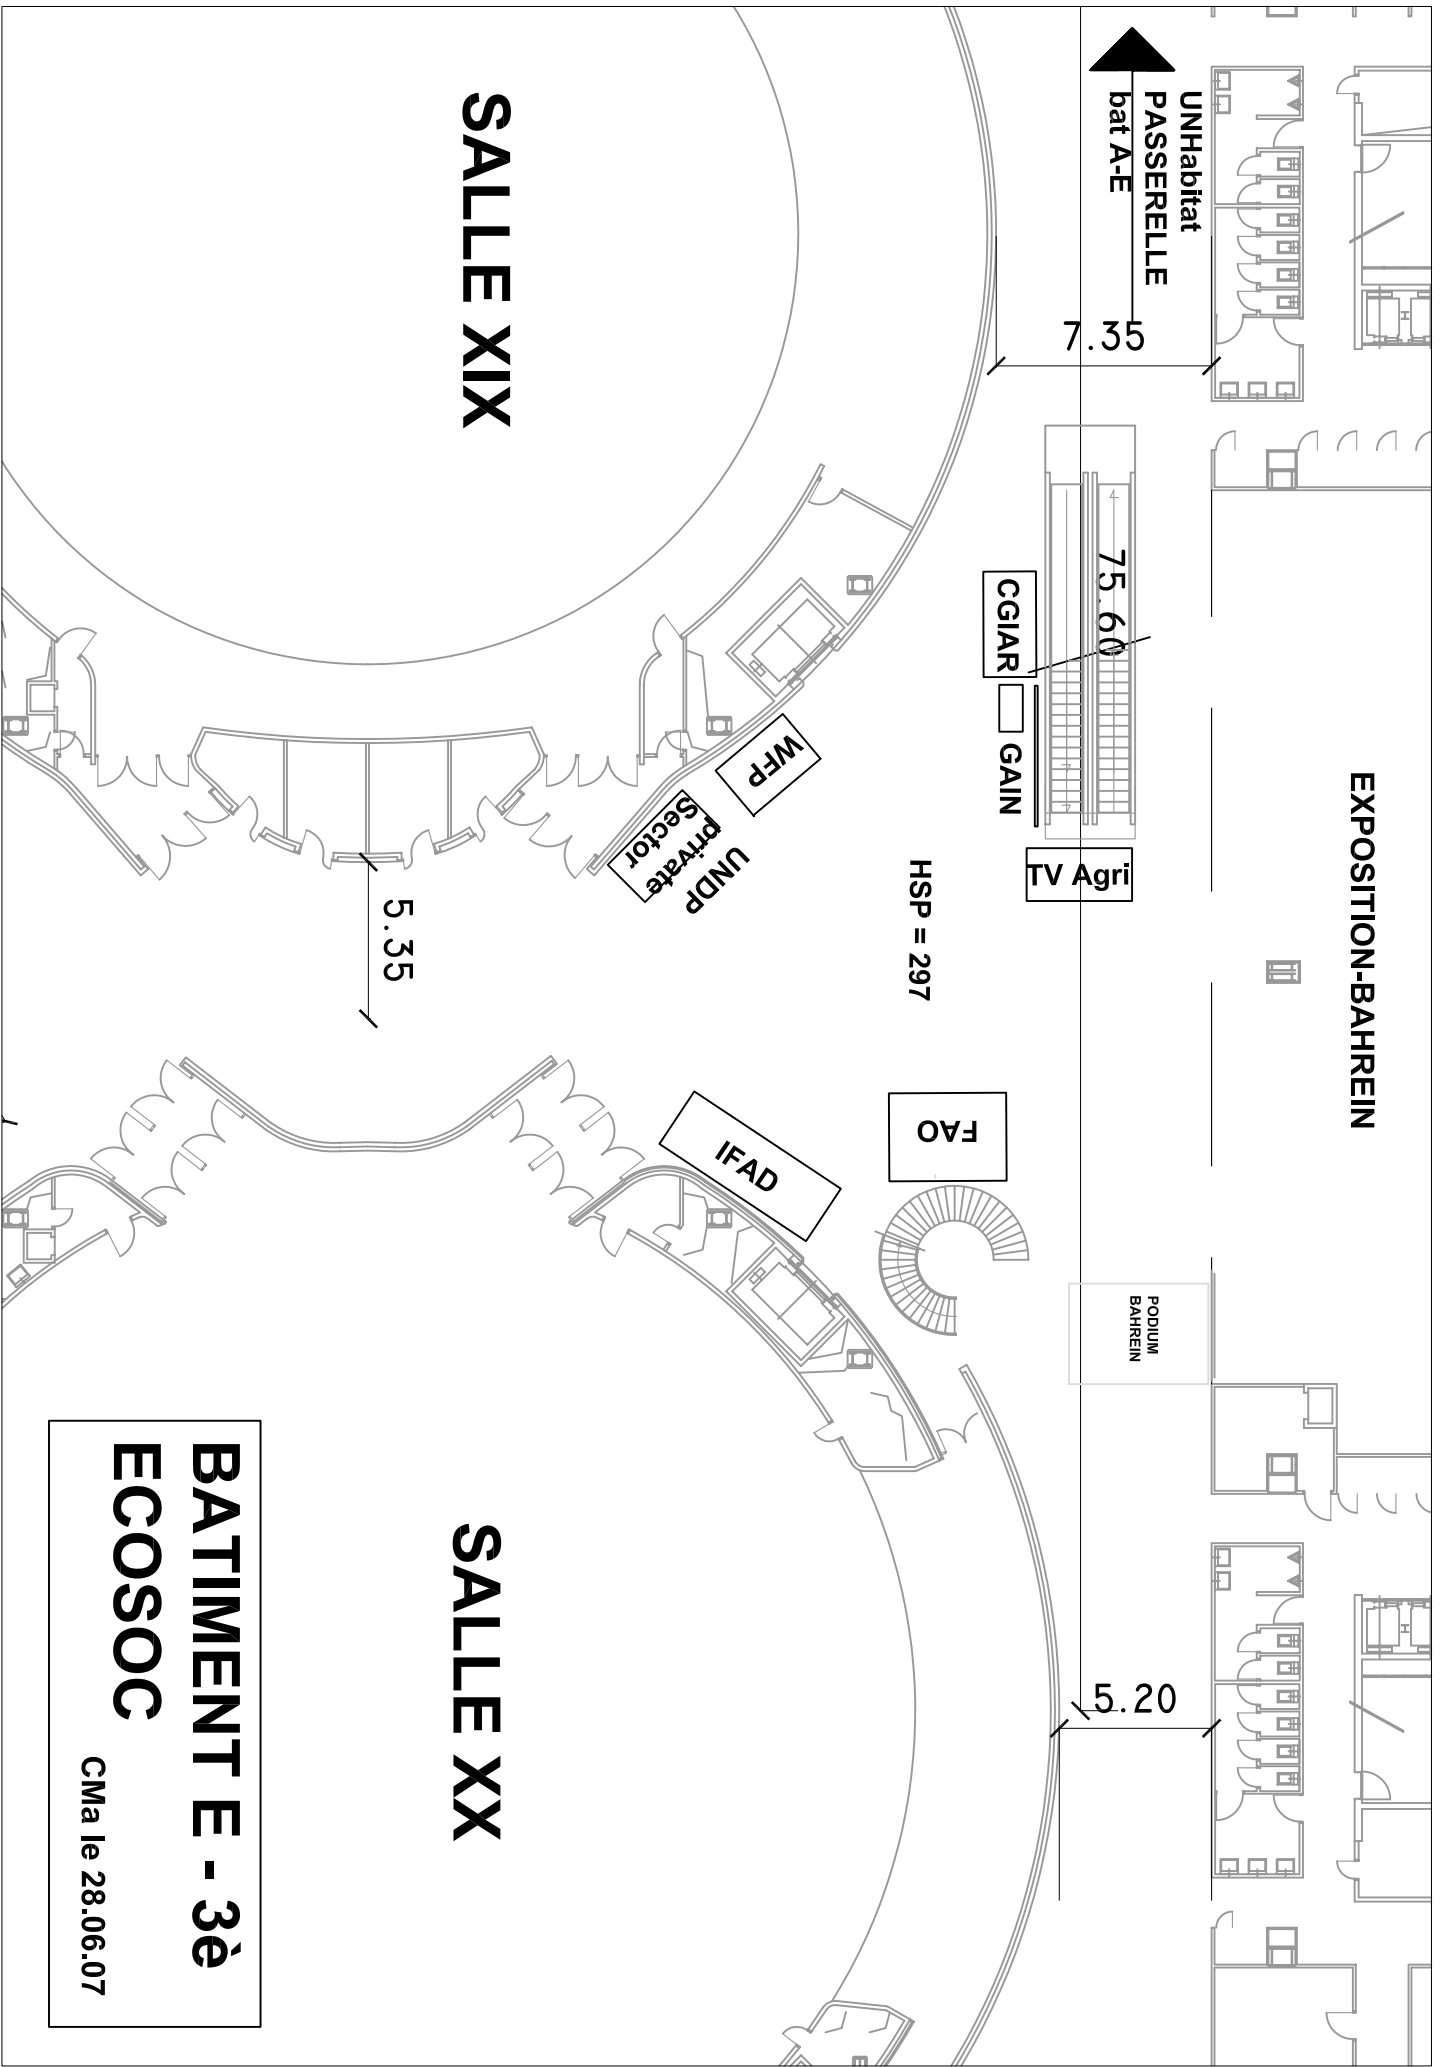 UNHabitat
PASSERELLE
bat A-E
7.35
SALLE XIX
75.60
CGIAR
GAIN
WFP
UNDP
private
Sector
TV Agri
HSP = 297
EXPOSITION-BAHREIN
5.35
FAO
IFAD
PODIUM
BAHREIN
SALLE XX
5.20
BATIMENT E - 3è
ECOSOC
CMa le 28.06.07